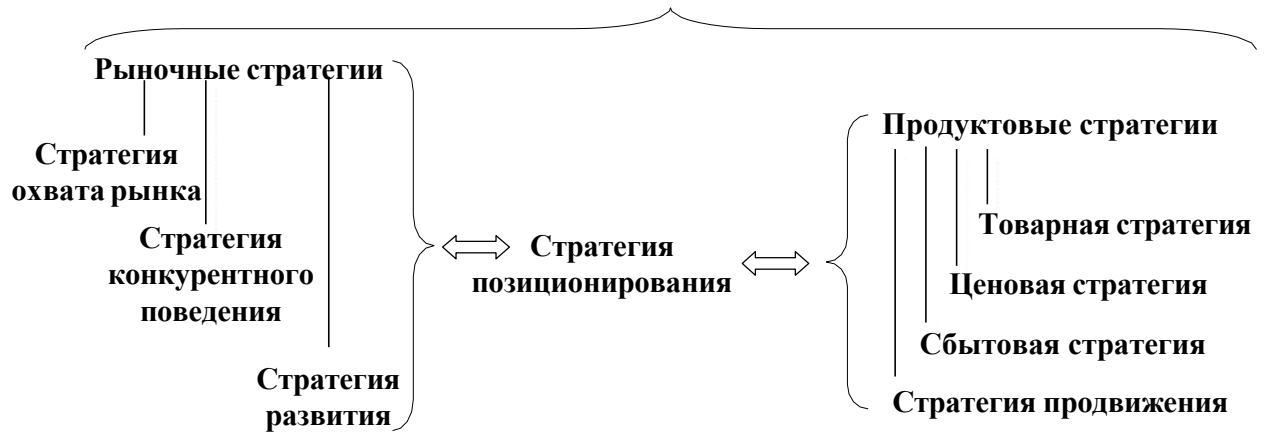 Рыночные стратегии
Стратегия
охвата рынка
Стратегия
конкурентного
поведения
Стратегия
развития
Стратегия
позиционирования
Продуктовые стратегии
Товарная стратегия
Ценовая стратегия
Сбытовая стратегия
Стратегия продвижения